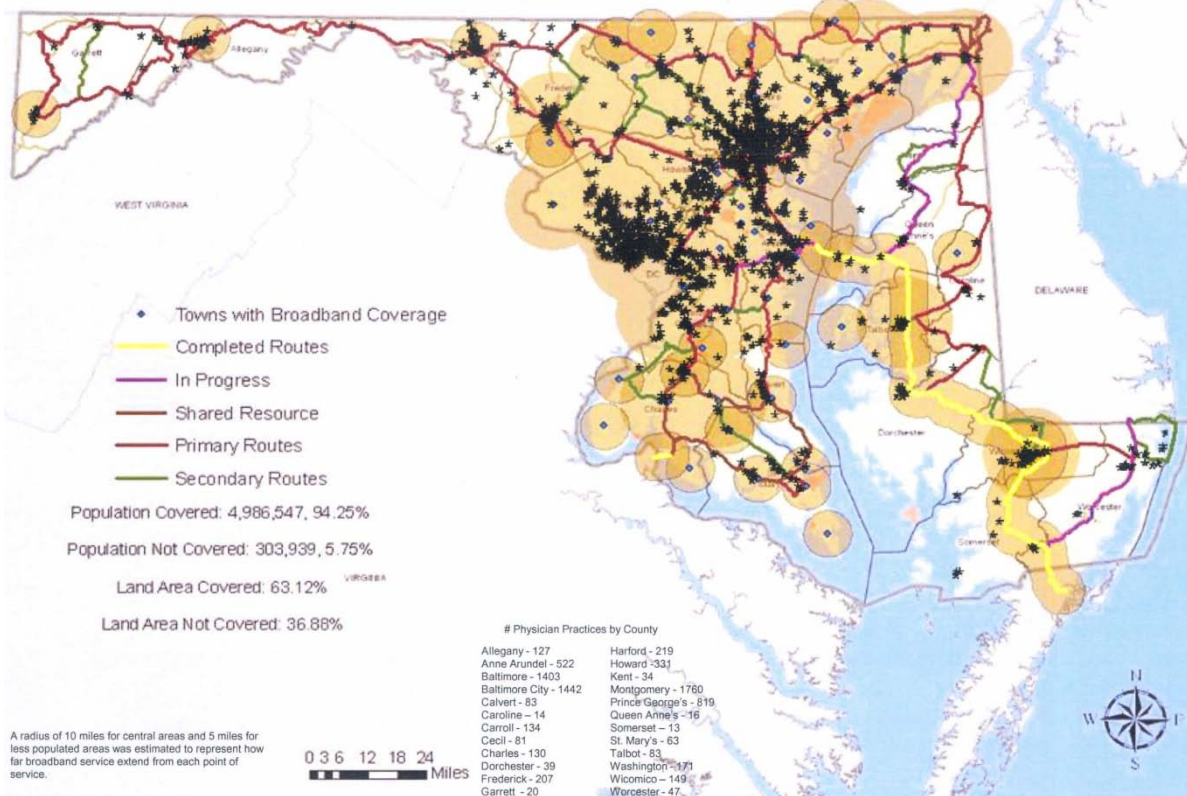 Garrett
Allegany
WEST VIRGINIA
DC
DELAWARE
Charles
Dorchester
Somerset
Worcester
Towns with Broadband Coverage
Completed Routes
In Progress
Shared Resource
Primary Routes
Secondary Routes
Population Covered: 4,986,547, 94.25%
Population Not Covered: 303,939, 5.75%
Land Area Covered: 63.12%
VIRGINIA
Land Area Not Covered: 36.88%
# Physician Practices by County
Allegany - 127
Anne Arundel - 522
Baltimore - 1403
Baltimore City - 1442
Calvert - 83
Caroline – 14
Carroll - 134
Cecil - 81
Charles - 130
Dorchester - 39
Frederick - 207
Garrett - 20
Harford - 219
Howard -331
Kent - 34
Montgomery - 1760
Prince George's - 819
Queen Anne's - 16
Somerset – 13
St. Mary's - 63
Talbot - 83
Washington - 171
Wicomico – 149
Worcester - 47
A radius of 10 miles for central areas and 5 miles for
less populated areas was estimated to represent how
far broadband service extend from each point of
service.
0 3 6 12 18 24
Miles
N
W
S